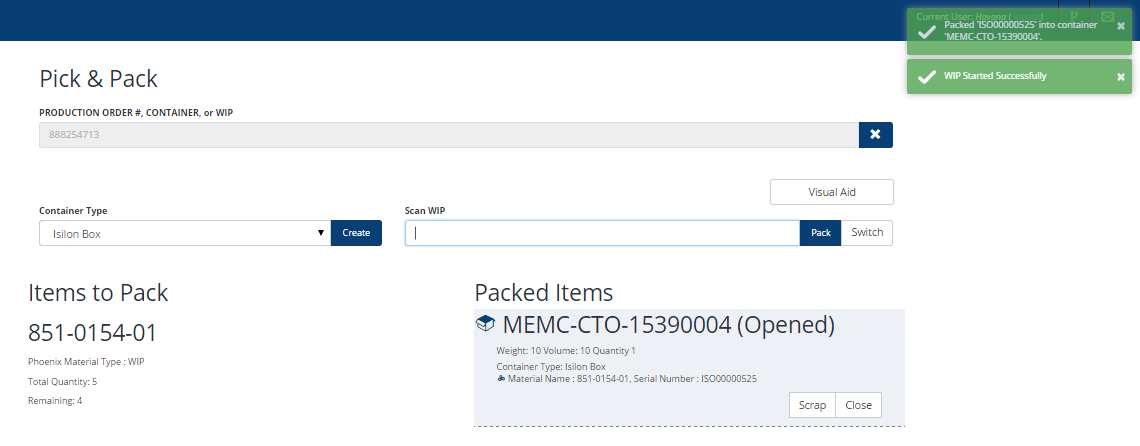 Current User: Hayana (
Packed 'ISO00000525' into container
'MEMC-CTO-15390004'.
WIP Started Successfully
Pick & Pack
PRODUCTION ORDER #, CONTAINER, or WIP
888254713
Visual Aid
Container Type
Scan WIP
Isilon Box
Create
Pack
Switch
Items to Pack
Packed Items
851-0154-01
Phoenix Material Type : WIP
Total Quantity: 5
Remaining: 4
MEMC-CTO-15390004 (Opened)
Weight: 10 Volume: 10 Quantity 1
Container Type: Isilon Box
Material Name : 851-0154-01, Serial Number : ISO00000525
Scrap
Close